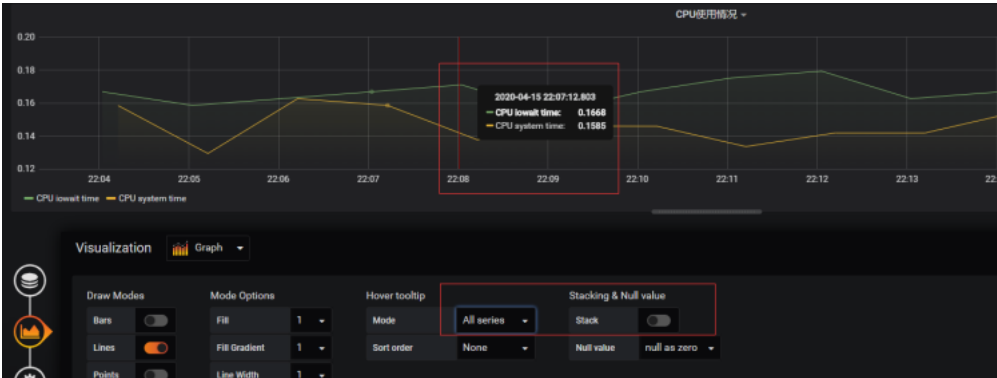 CPU使用情况
0.20
0.18
0.16
0.14
0.12
2020-04-15 22:07:12.803
CPU iowait time: 0.1668
CPU system time: 0.1585
22:04 22:05 22:06 22:07 22:08 22:09 22:10 22:11 22:12 22:13 22:
CPU iowait time CPU system time
Visualization Graph
Draw Modes Mode Options Hover tooltip Stacking & Null value
Bars Fill 1 Mode All series Stack
Lines Fill Gradient 1 Sort order None Null value null as zero
Points Line Width 1